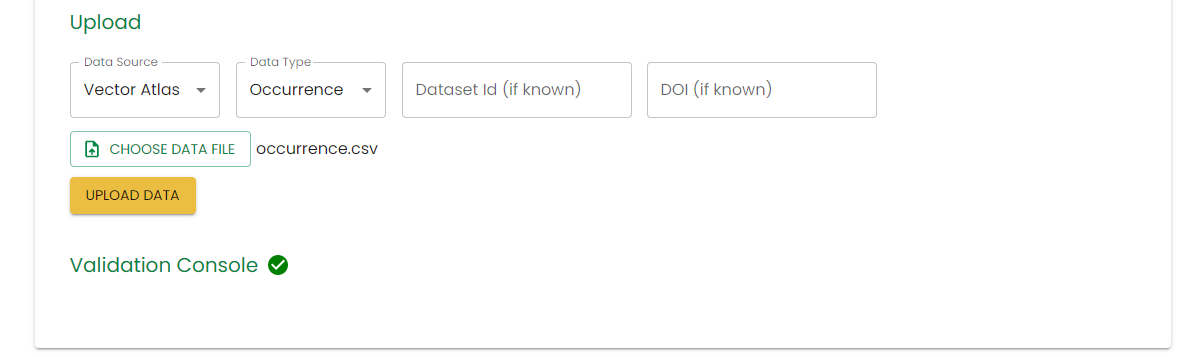 Upload
Data Source
Data Type
Vector Atlas
Occurrence
Dataset Id (if known)
DOI (if known)
CHOOSE DATA FILE
occurrence.csv
UPLOAD DATA
Validation Console